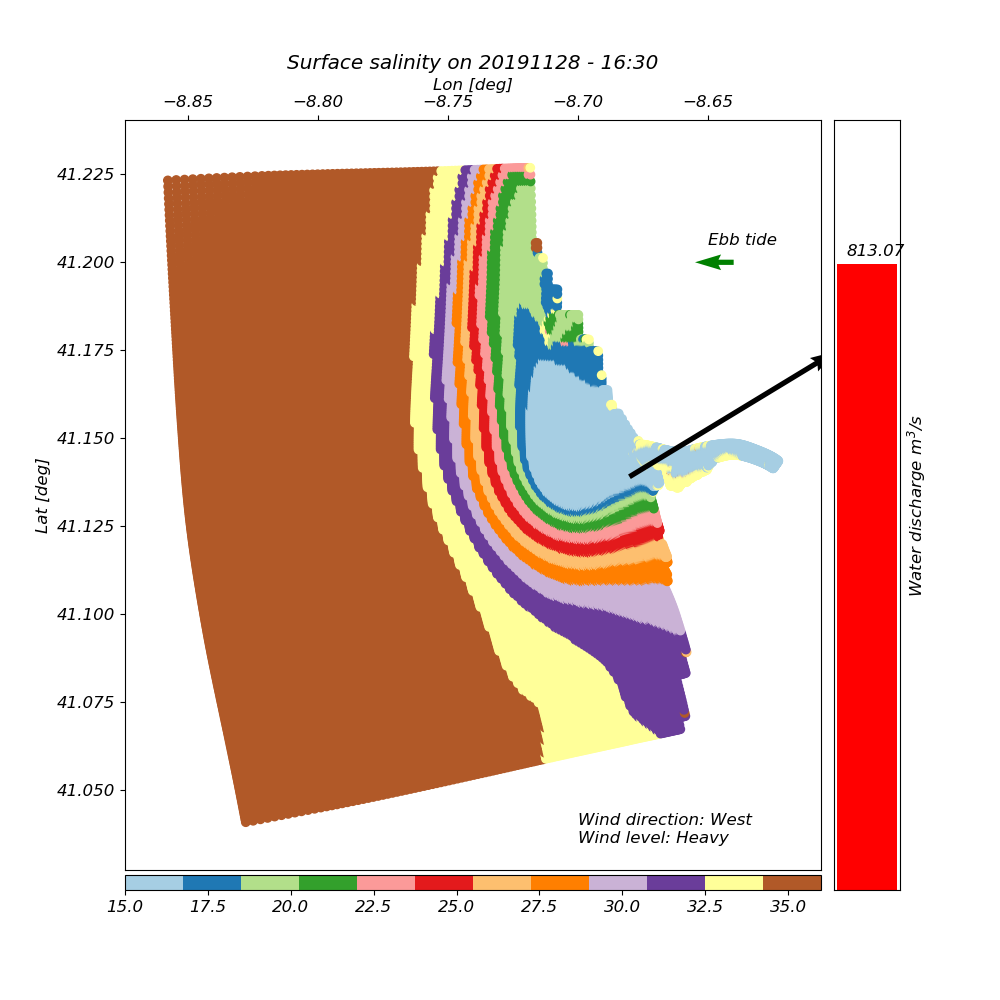 Surface salinity on 20191128 - 16:30
Lon [deg]
−8.85 −8.80 −8.75 −8.70 −8.65
41.225
41.200
41.175
41.150
41.125
41.100
41.075
41.050
Lat [deg]
Ebb tide
813.07
Water discharge m³/s
Wind direction: West
Wind level: Heavy
15.0 17.5 20.0 22.5 25.0 27.5 30.0 32.5 35.0